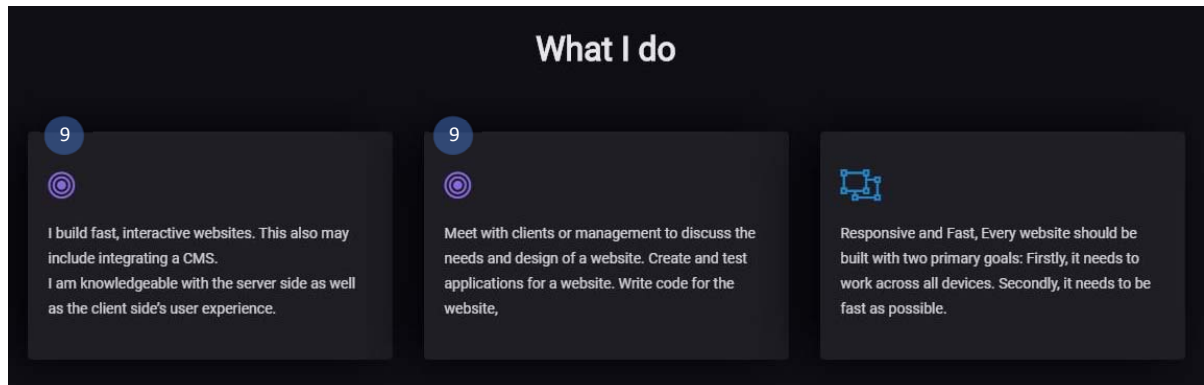 What I do
9
I build fast, interactive websites. This also may
include integrating a CMS.
I am knowledgeable with the server side as well
as the client side's user experience.
9
Meet with clients or management to discuss the
needs and design of a website. Create and test
applications for a website. Write code for the
website,
Responsive and Fast, Every website should be
built with two primary goals: Firstly, it needs to
work across all devices. Secondly, it needs to be
fast as possible.